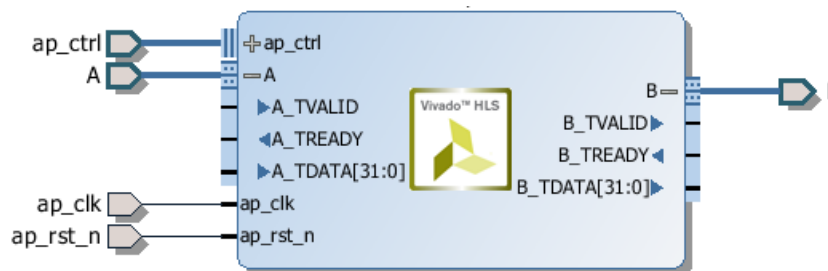 ap_ctrl
A
ap_clk
ap_rst_n
+ap_ctrl
A
A_TVALID
A_TREADY
A_TDATA[31:0]
ap_clk
ap_rst_n
Vivado™ HLS
B
B_TVALID
B_TREADY
B_TDATA[31:0]